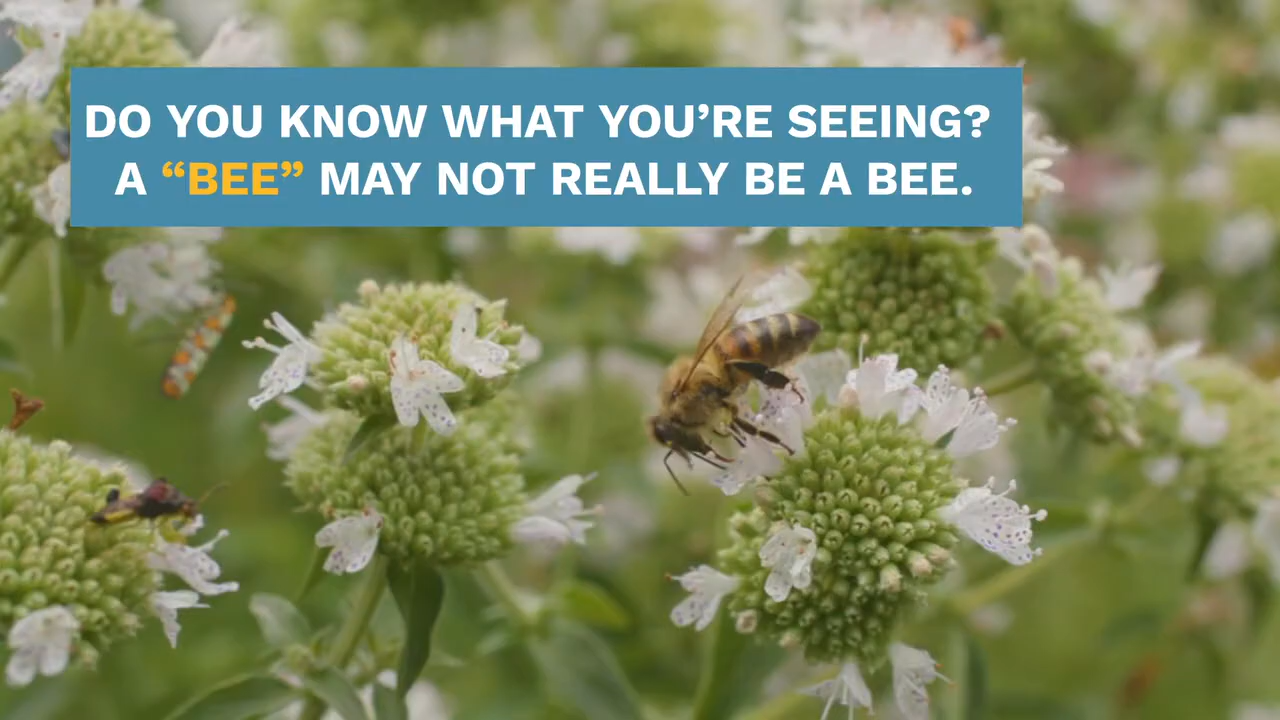 DO YOU KNOW WHAT YOU’RE SEEING?
A “BEE” MAY NOT REALLY BE A BEE.